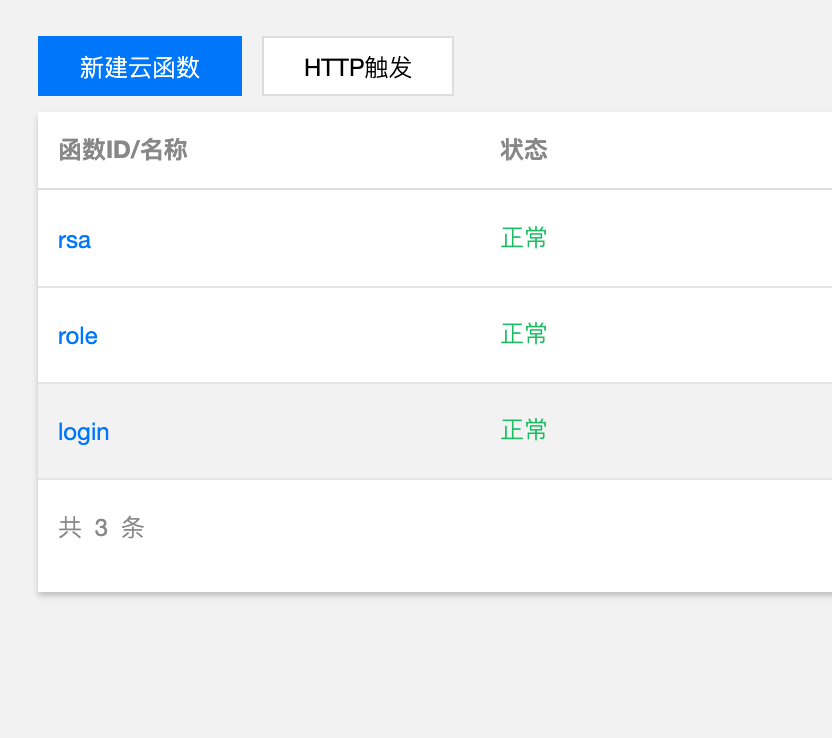 新建云函数 HTTP触发
函数ID/名称 状态
rsa 正常
role 正常
login 正常
共 3 条